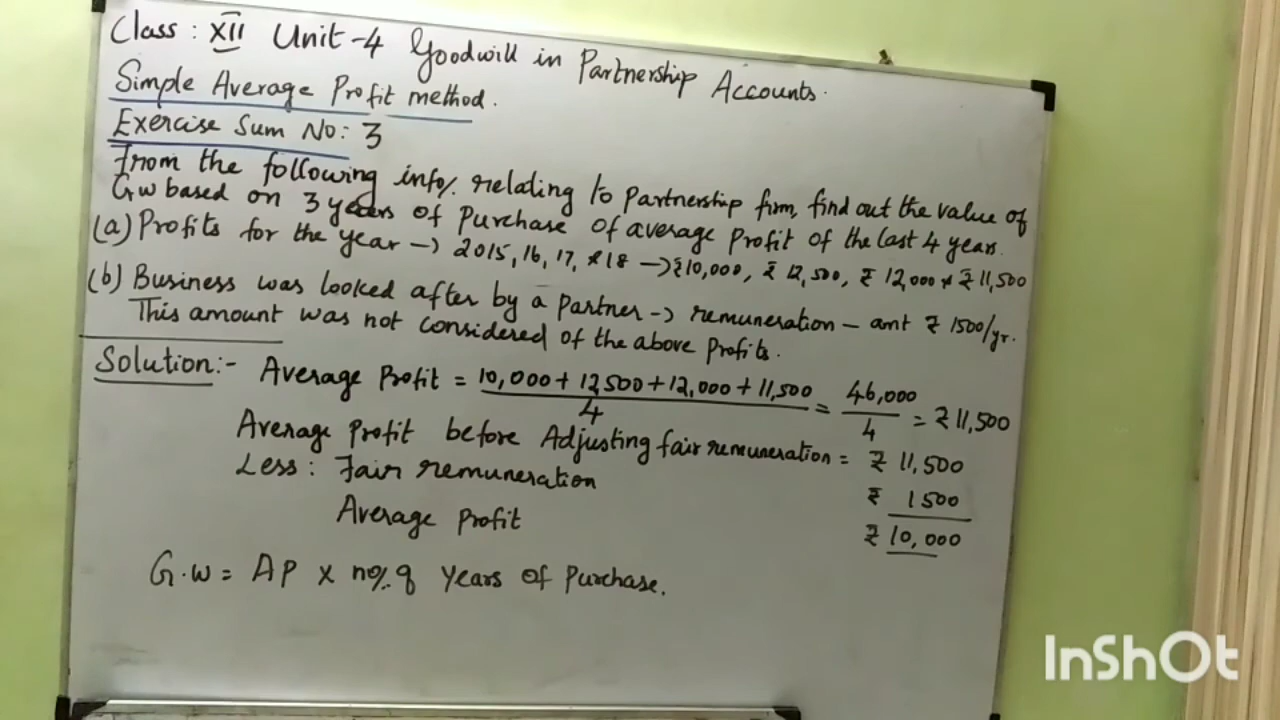 Class : XII Unit-4 Goodwill in Partnership Accounts.
Simple Average Profit method.
Exercise Sum No: 3
From the following info/. relating to Partnership firm, find out the value of
G.w based on 3 years of Purchase of average Profit of the last 4 years.
(a) Profits for the year → 2015, 16, 17, & 18 → ₹10,000, ₹ 12,500, ₹ 12,000 & ₹ 11,500
(b) Business was looked after by a Partner → remuneration – amt ₹ 1500/yr.
This amount was not considered of the above Profits.
Solution:- Average Profit = 10,000 + 12500 + 12,000 + 11,500 / 4 = 46,000 / 4 = ₹ 11,500
Average Profit before Adjusting fair remuneration = ₹ 11,500
Less : Fair remuneration ₹ 1500
Average Profit ₹ 10,000
G.w = AP x no/. of years of Purchase.
InShOt